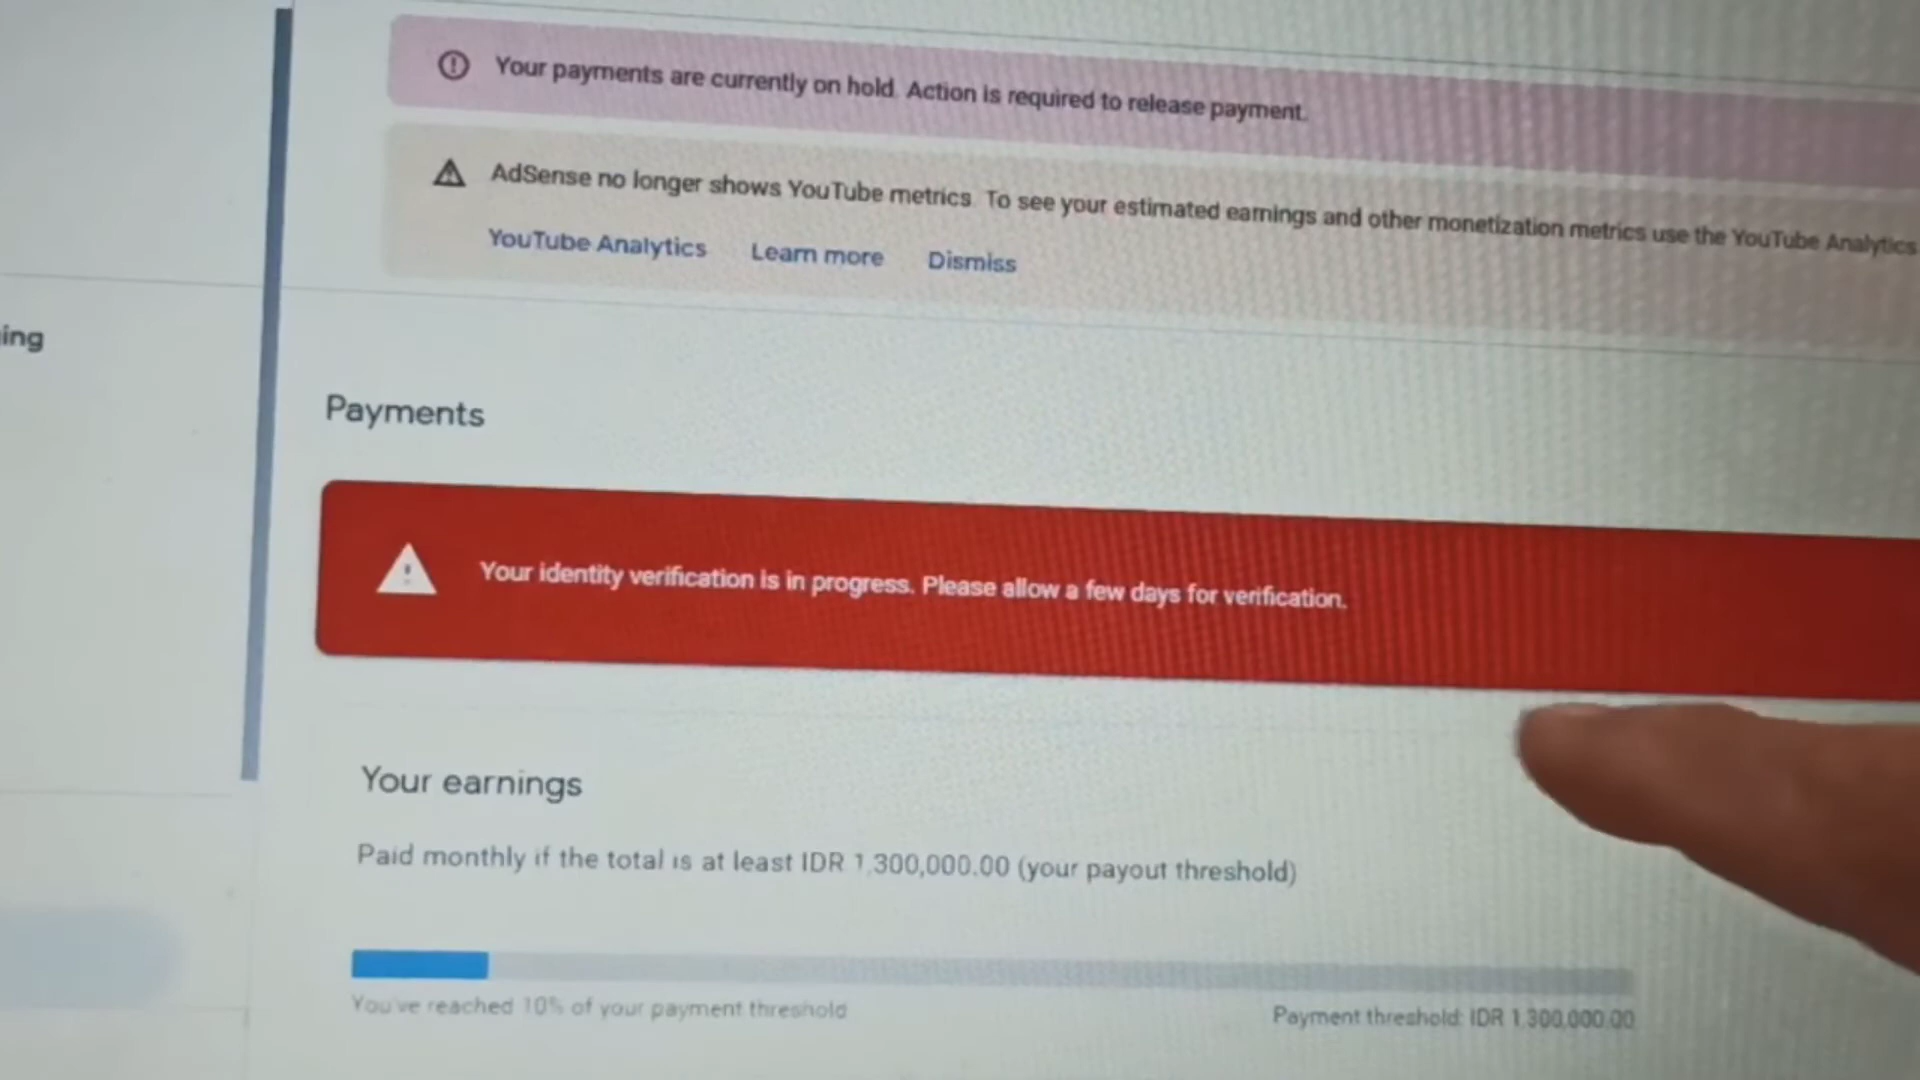 Your payments are currently on hold. Action is required to release payment.
AdSense no longer shows YouTube metrics. To see your estimated earnings and other monetization metrics use the YouTube Analytics
YouTube Analytics Learn more Dismiss
ing
Payments
Your identity verification is in progress. Please allow a few days for verification.
Your earnings
Paid monthly if the total is at least IDR 1,300,000.00 (your payout threshold)
You've reached 10% of your payment threshold
Payment threshold: IDR 1,300,000.00